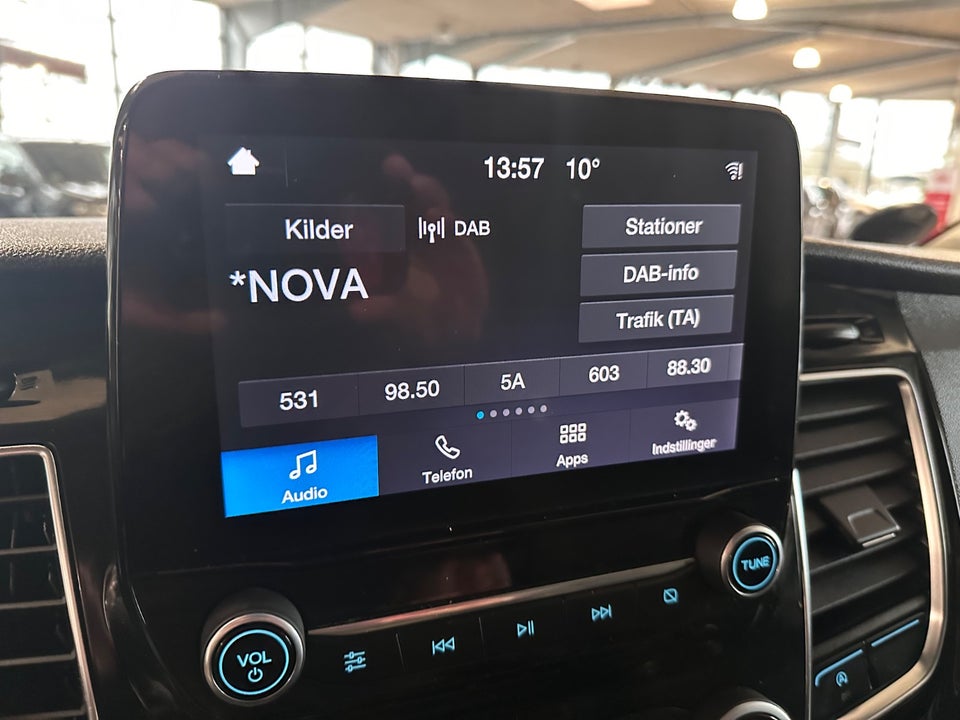 13:57 10°
Kilder DAB Stationer
*NOVA
DAB-info
Trafik (TA)
531 98.50 5A 603 88.30
Audio Telefon Apps Indstillinger
TUNE
VOL
A